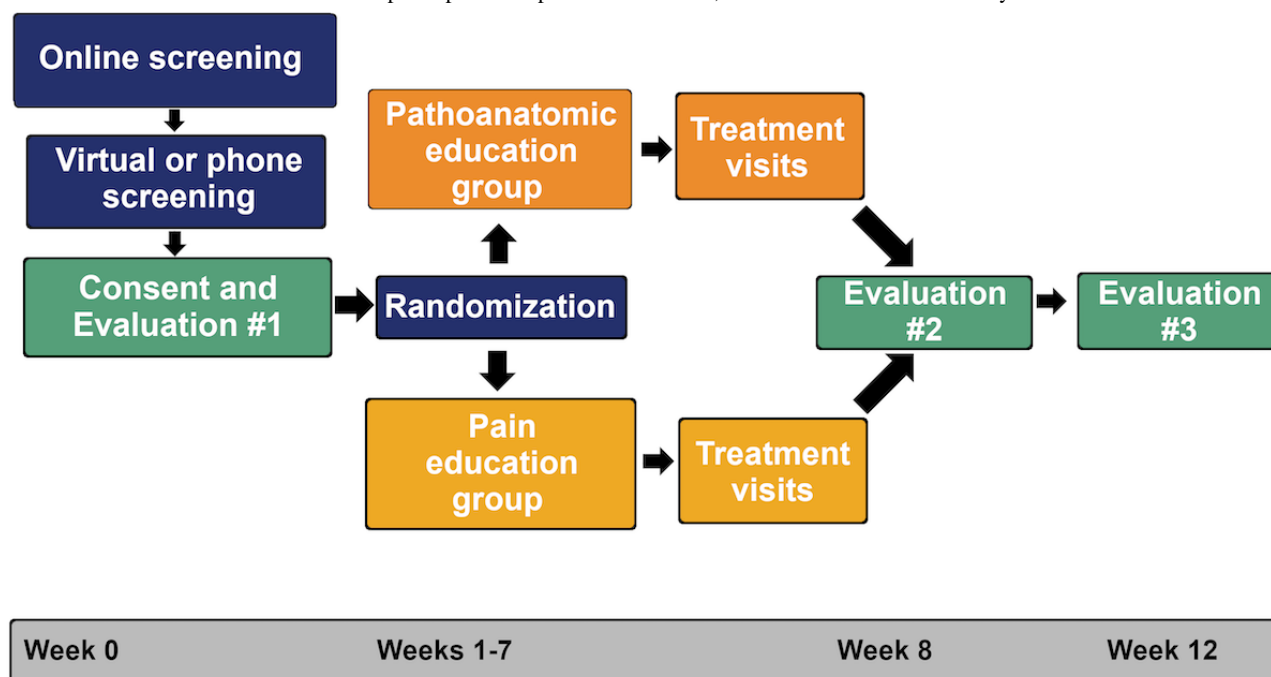 Online screening
Virtual or phone
screening
Consent and
Evaluation #1
Randomization
Pathoanatomic
education
group
Treatment
visits
Pain
education
group
Treatment
visits
Evaluation
#2
Evaluation
#3
Week 0
Weeks 1-7
Week 8
Week 12